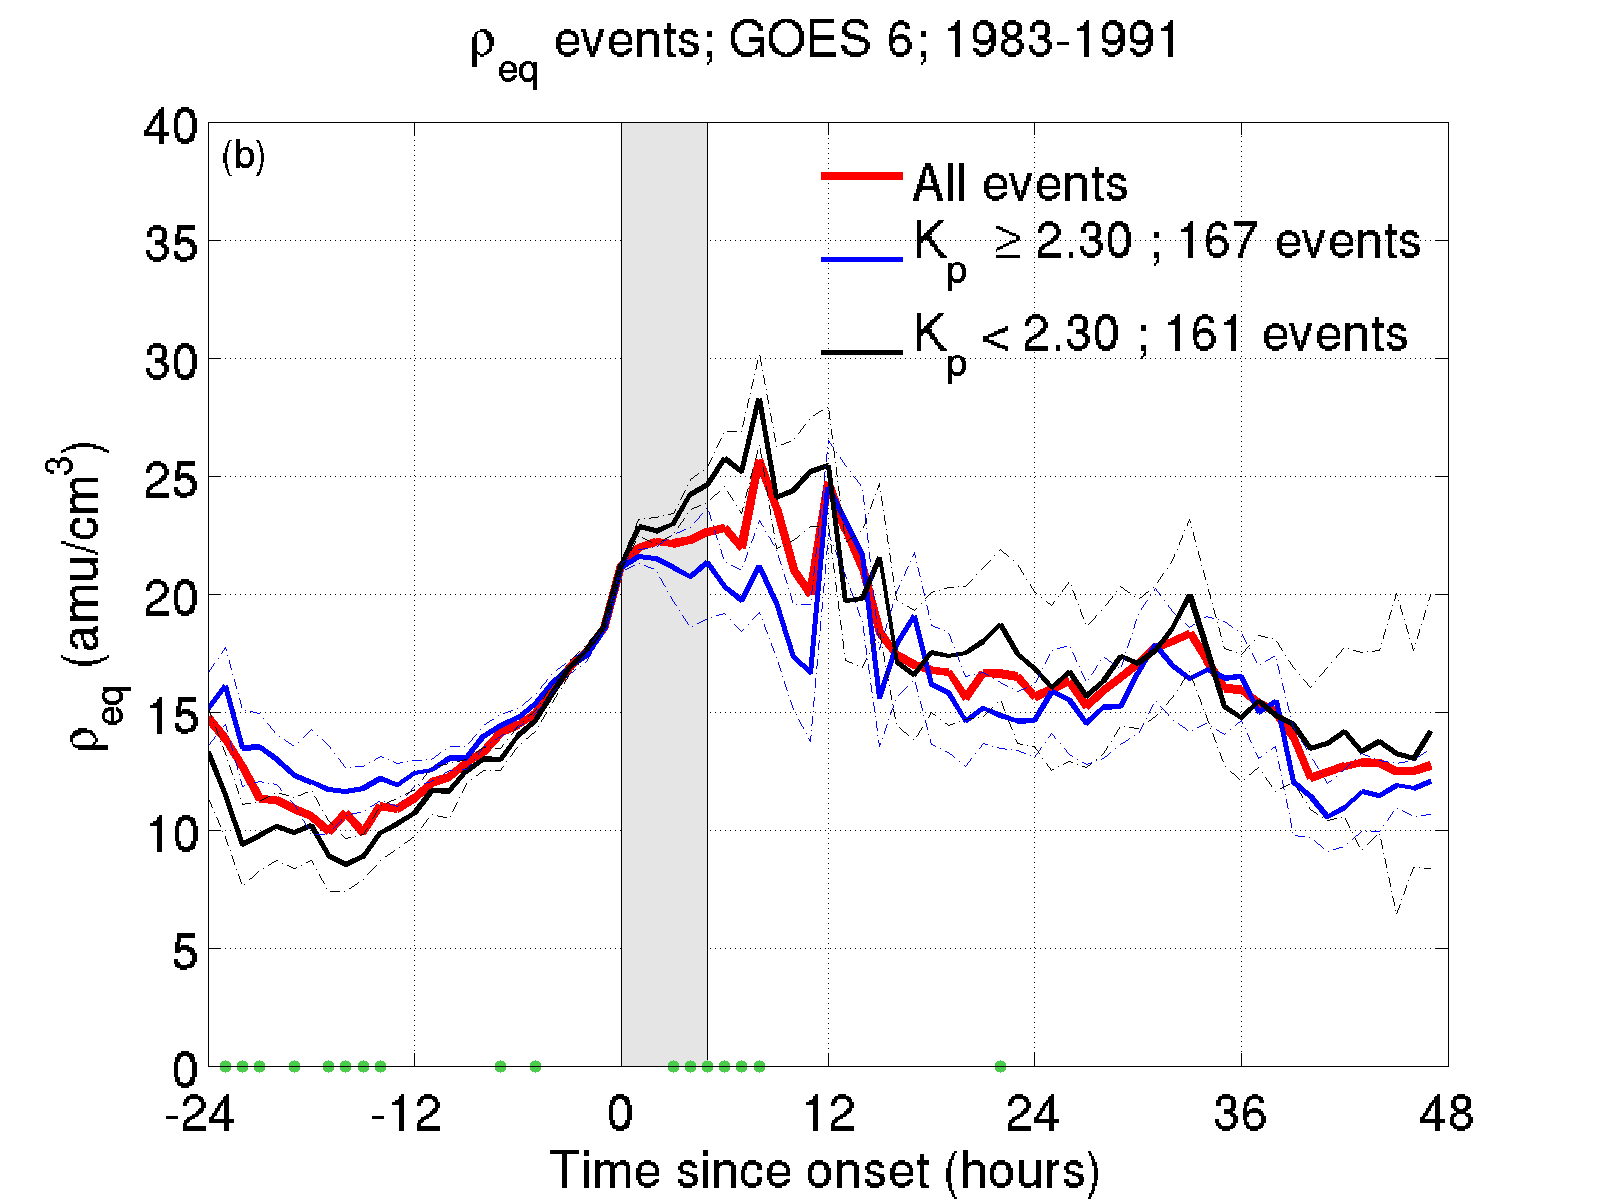 ρeq events; GOES 6; 1983-1991
(b)
All events
Kp ≥ 2.30 ; 167 events
Kp < 2.30 ; 161 events
ρeq (amu/cm3)
40
35
30
25
20
15
10
5
0
-24 -12 0 12 24 36 48
Time since onset (hours)